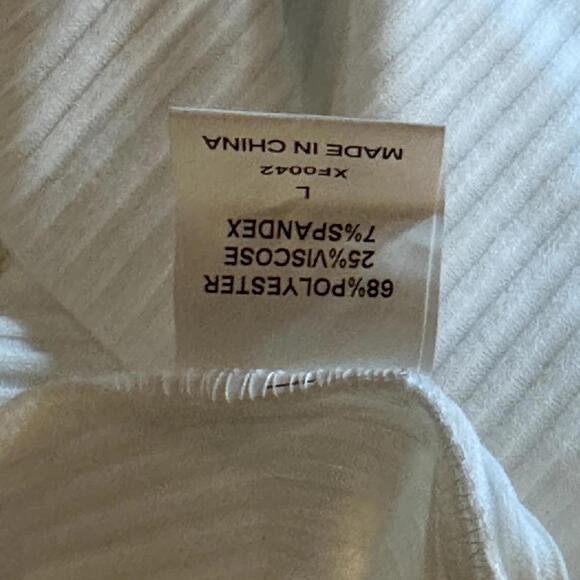 68%POLYESTER
25%VISCOSE
7%SPANDEX
L
XF0042
MADE IN CHINA